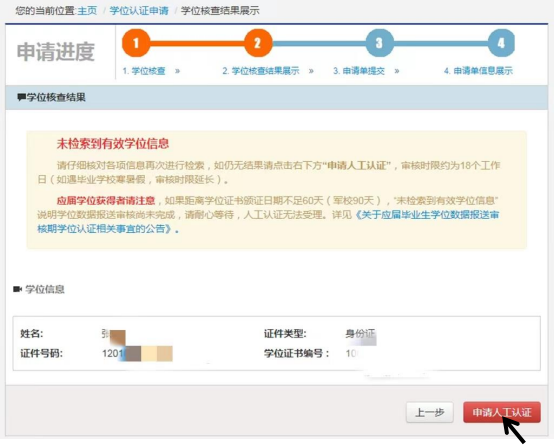 您的当前位置:主页 / 学位认证申请 / 学位核查结果展示
申请进度
1 2 3 4
1. 学位核查 » 2. 学位核查结果展示 » 3. 申请单提交 » 4. 申请单信息展示
学位核查结果
未检索到有效学位信息
请仔细核对各项信息再次进行检索，如仍无结果请点击右下方“申请人工认证”，审核时限约为18个工作
日（如遇毕业学校寒暑假，审核时限延长）。
应届学位获得者请注意，如果距离学位证书颁证日期不足60天（军校90天），“未检索到有效学位信息”
说明学位数据报送审核尚未完成，请耐心等待，人工认证无法受理。详见《关于应届毕业生学位数据报送审
核期学位认证相关事宜的公告》。
学位信息
姓名: 张 证件类型: 身份证
证件号码: 120 学位证书编号: 10
上一步 申请人工认证